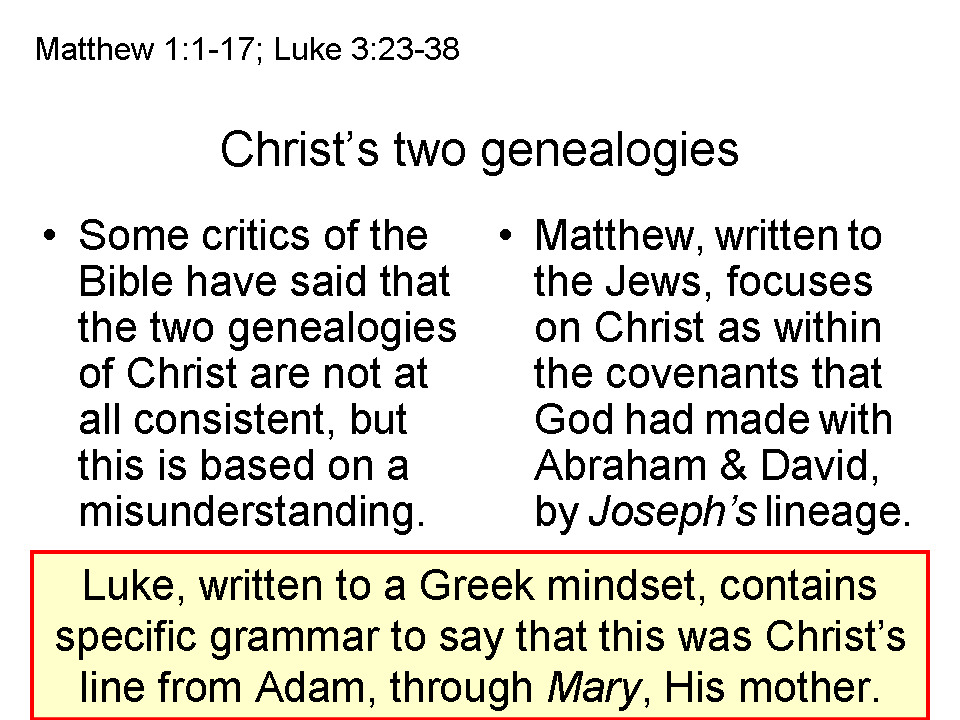 Matthew 1:1-17; Luke 3:23-38
Christ's two genealogies
• Some critics of the
Bible have said that
the two genealogies
of Christ are not at
all consistent, but
this is based on a
misunderstanding.
• Matthew, written to
the Jews, focuses
on Christ as within
the covenants that
God had made with
Abraham & David,
by Joseph's lineage.
Luke, written to a Greek mindset, contains
specific grammar to say that this was Christ's
line from Adam, through Mary, His mother.